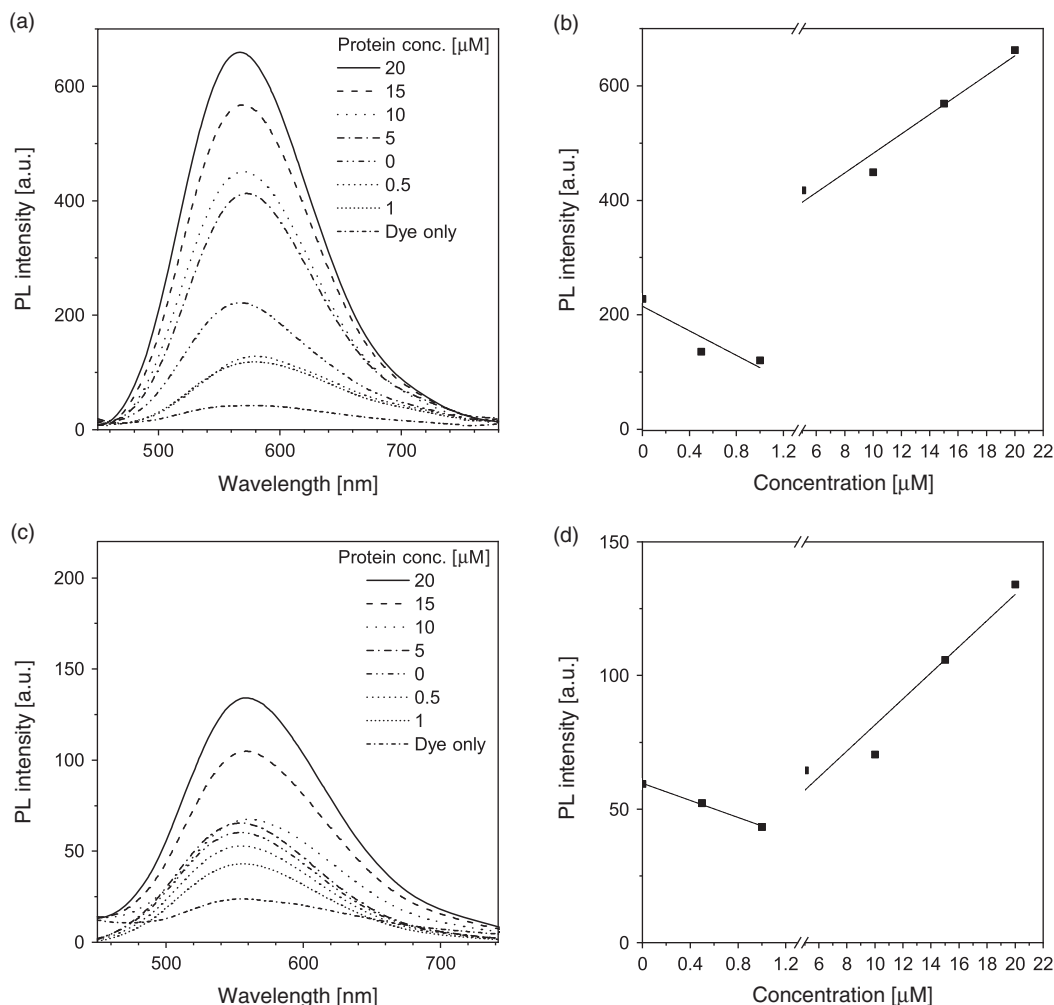 (a)
Protein conc. [μM]
20
15
10
5
0
0.5
1
Dye only
600
400
200
0
PL intensity [a.u.]
500 600 700
Wavelength [nm]
(b)
600
400
200
0
PL intensity [a.u.]
0 0.4 0.8 1.2 6 8 10 12 14 16 18 20 22
Concentration [μM]
(c)
Protein conc. [μM]
20
15
10
5
0
0.5
1
Dye only
200
150
100
50
0
PL intensity [a.u.]
500 600 700
Wavelength [nm]
(d)
150
100
50
0
PL intensity [a.u.]
0 0.4 0.8 1.2 6 8 10 12 14 16 18 20 22
Concentration [μM]